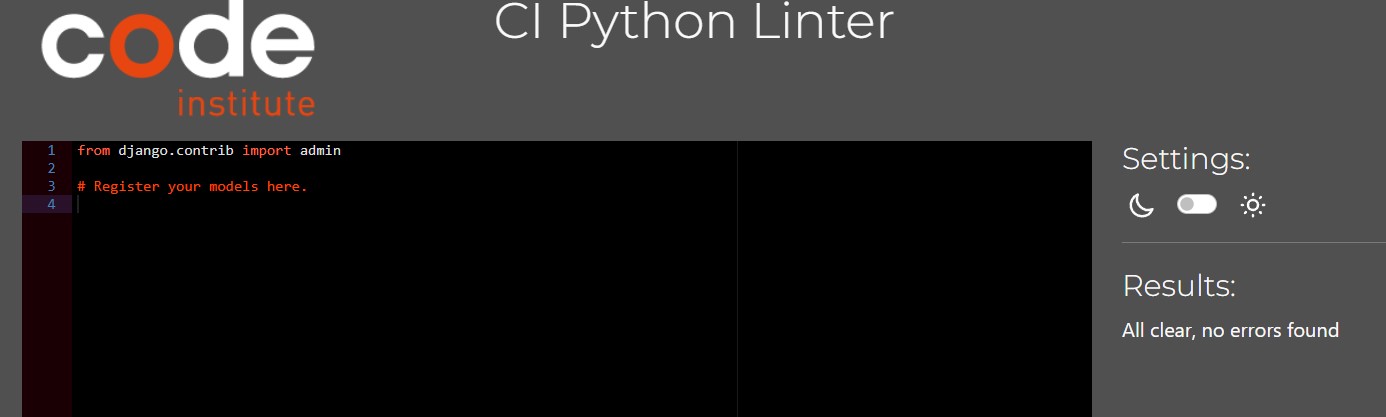 code
institute
CI Python Linter
1 from django.contrib import admin
2
3 # Register your models here.
4
Settings:
Results:
All clear, no errors found